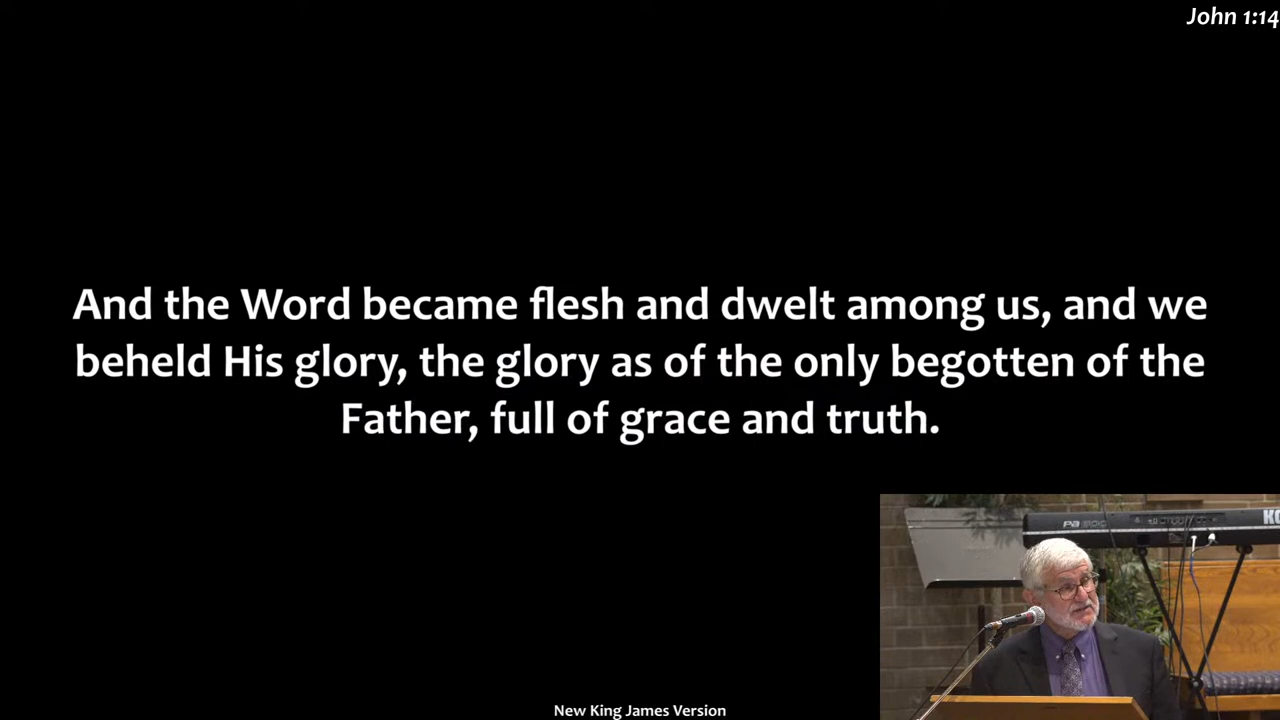 John 1:14
And the Word became flesh and dwelt among us, and we
beheld His glory, the glory as of the only begotten of the
Father, full of grace and truth.
New King James Version